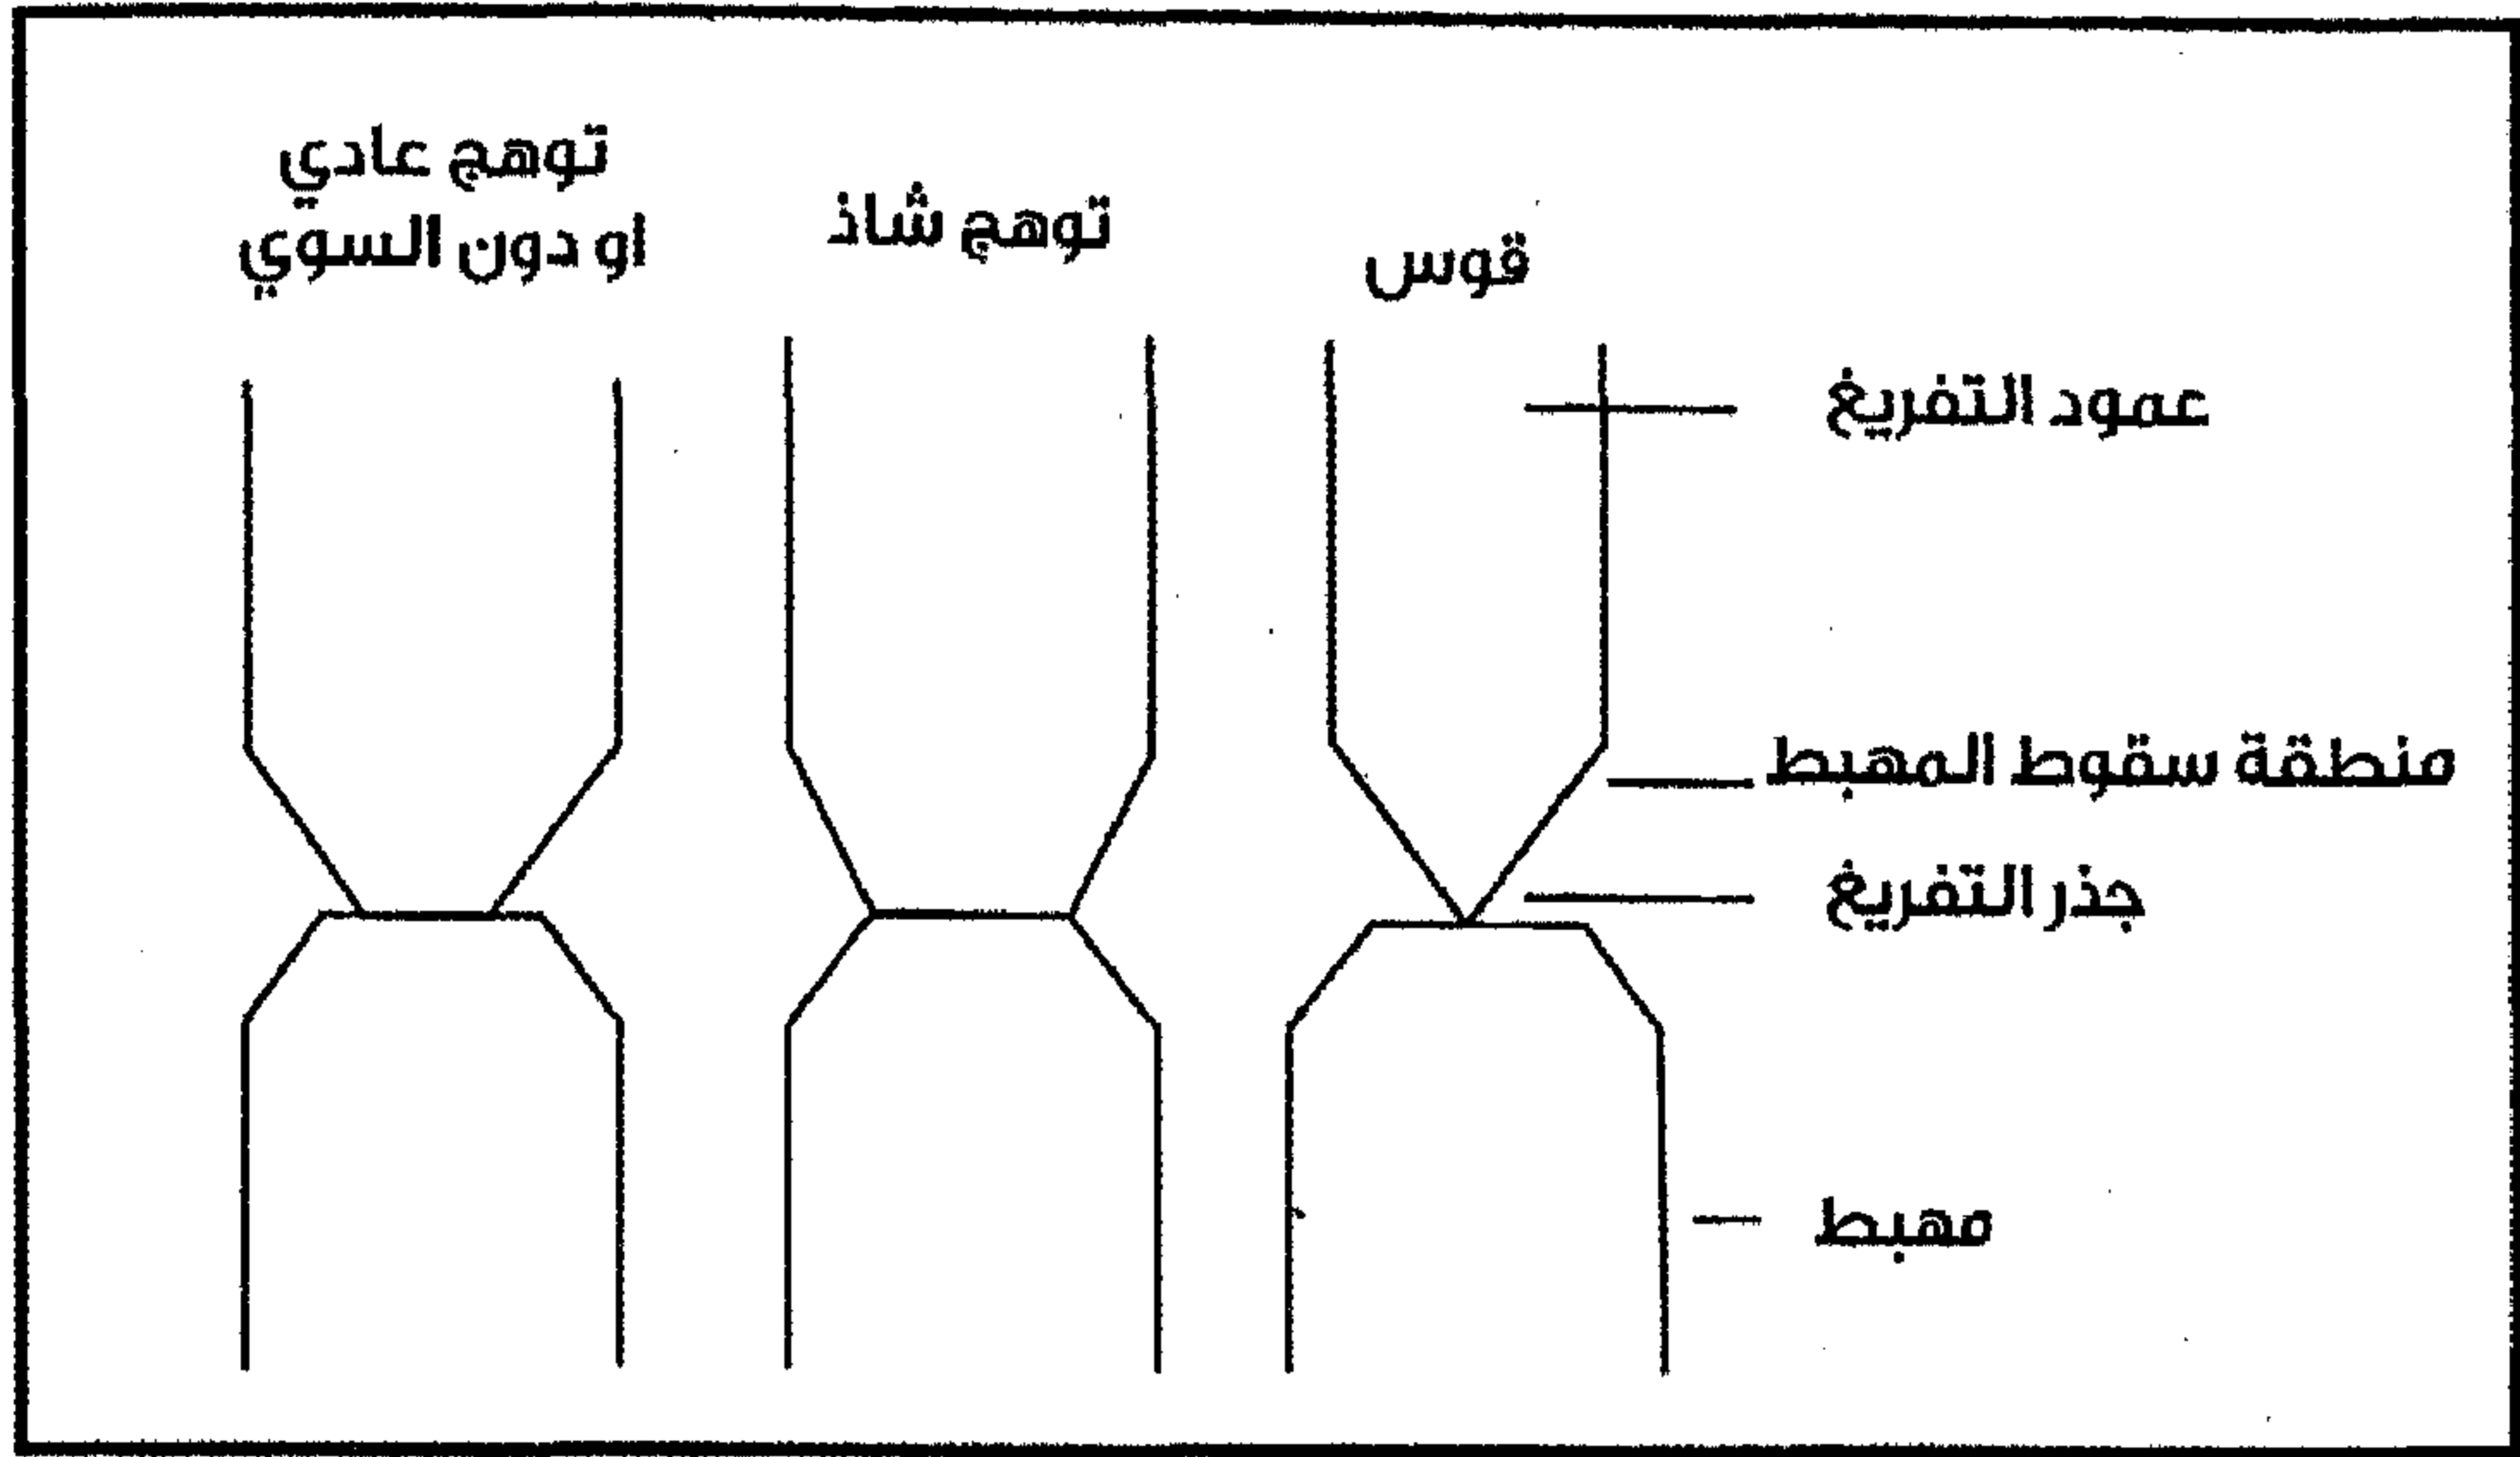 توهج عادي
او دون السوي
توهج شاذ
قوس
عمود التفريغ
منطقة سقوط المهبط
جذر التفريغ
مهبط